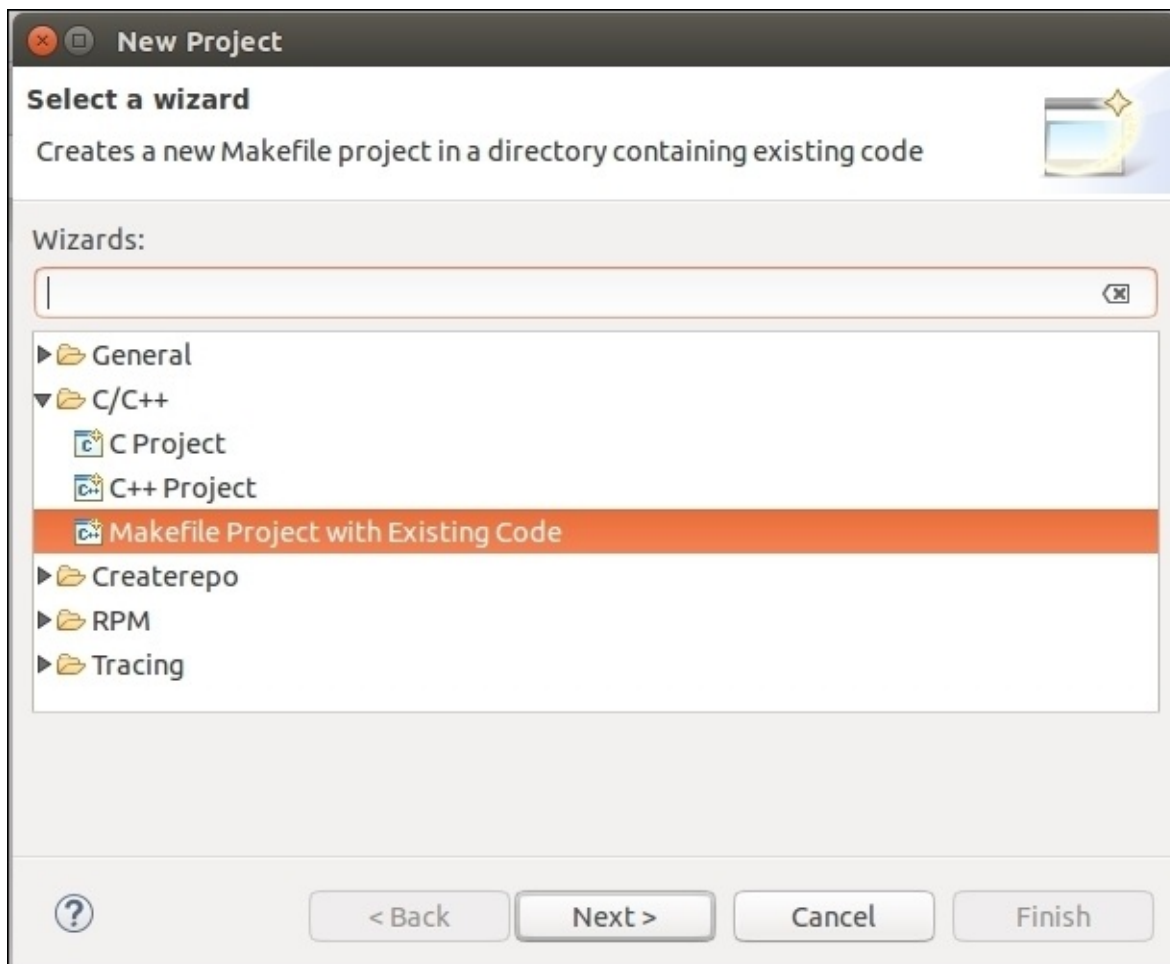 New Project
Select a wizard
Creates a new Makefile project in a directory containing existing code
Wizards:
General
C/C++
C Project
C++ Project
Makefile Project with Existing Code
Createrepo
RPM
Tracing
< Back Next > Cancel Finish